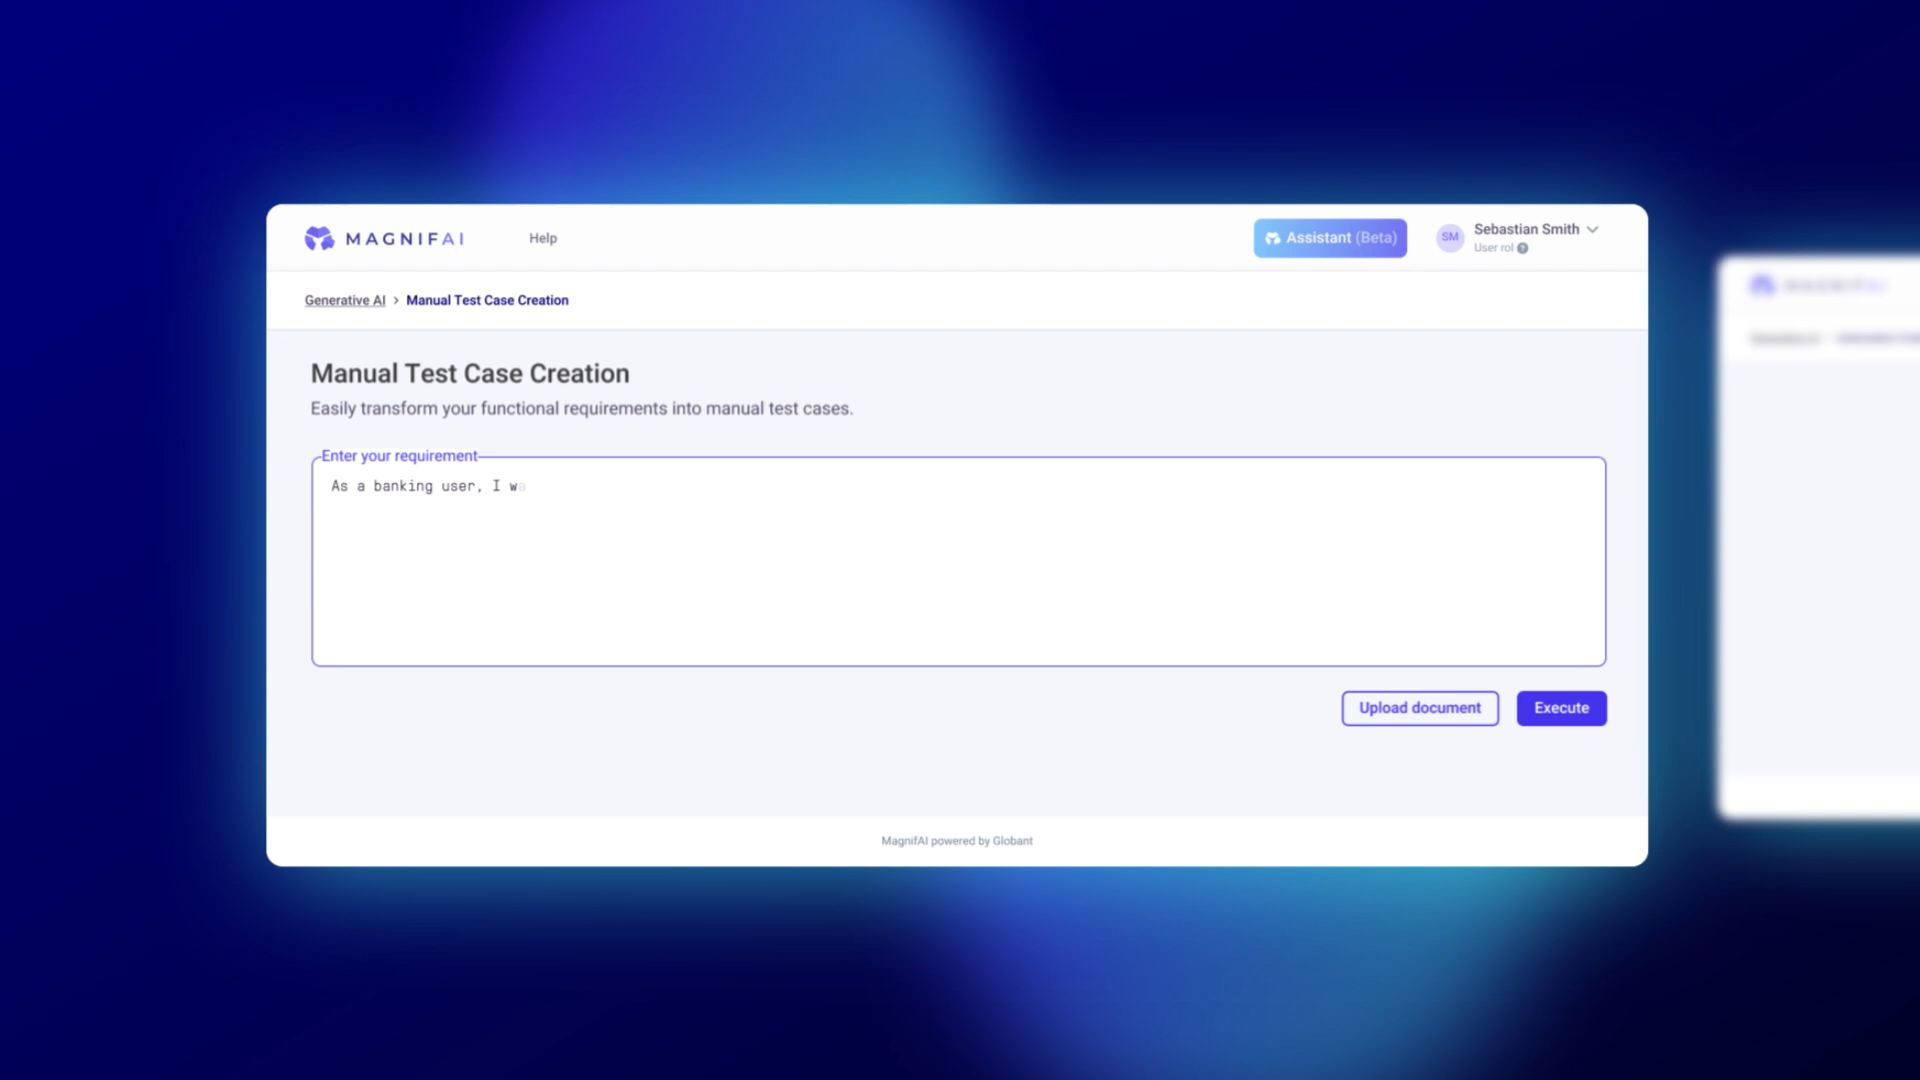 MAGNIFAI
Help
Assistant (Beta)
SM
Sebastian Smith
User rol
Generative AI > Manual Test Case Creation
Manual Test Case Creation
Easily transform your functional requirements into manual test cases.
Enter your requirement
As a banking user, I wa
Upload document
Execute
MagnifAI powered by Globant